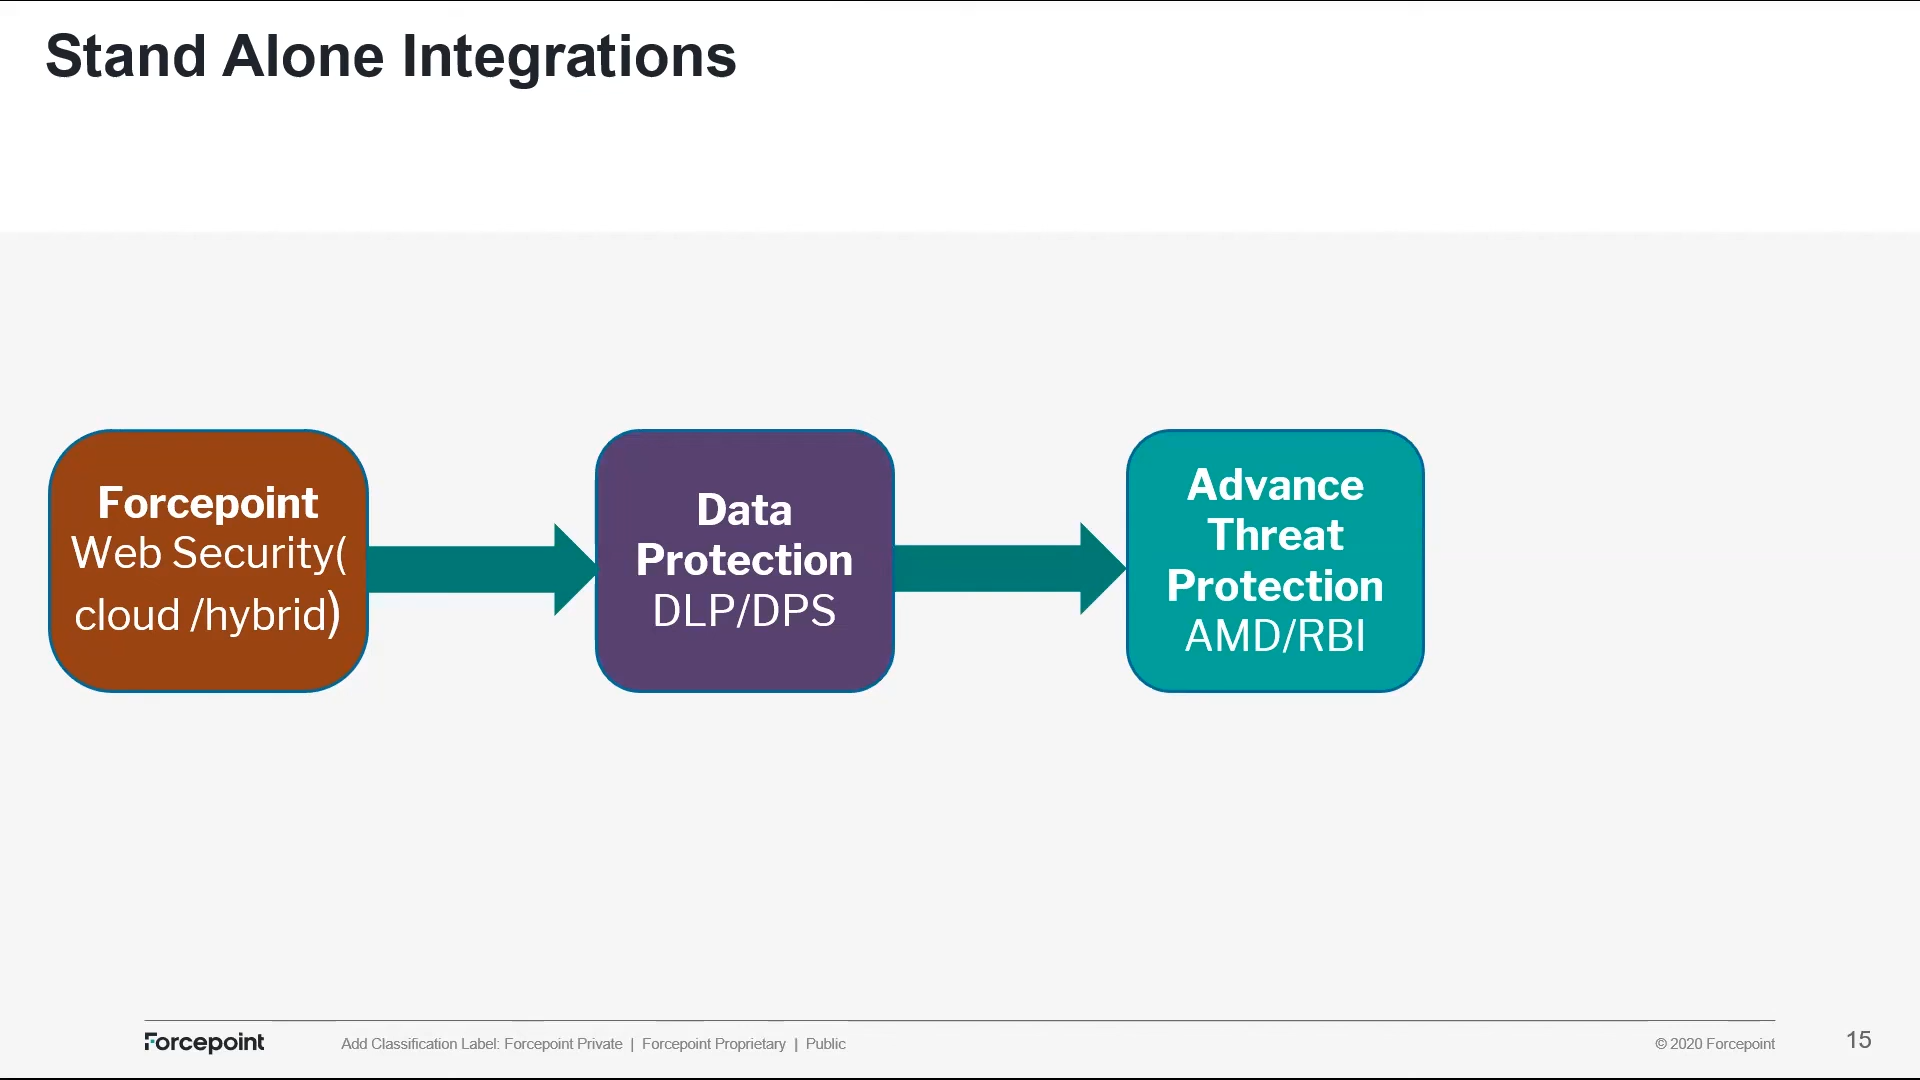 Stand Alone Integrations
Forcepoint
Web Security(
cloud /hybrid)
Data
Protection
DLP/DPS
Advance
Threat
Protection
AMD/RBI
Forcepoint
Add Classification Label: Forcepoint Private | Forcepoint Proprietary | Public
© 2020 Forcepoint
15